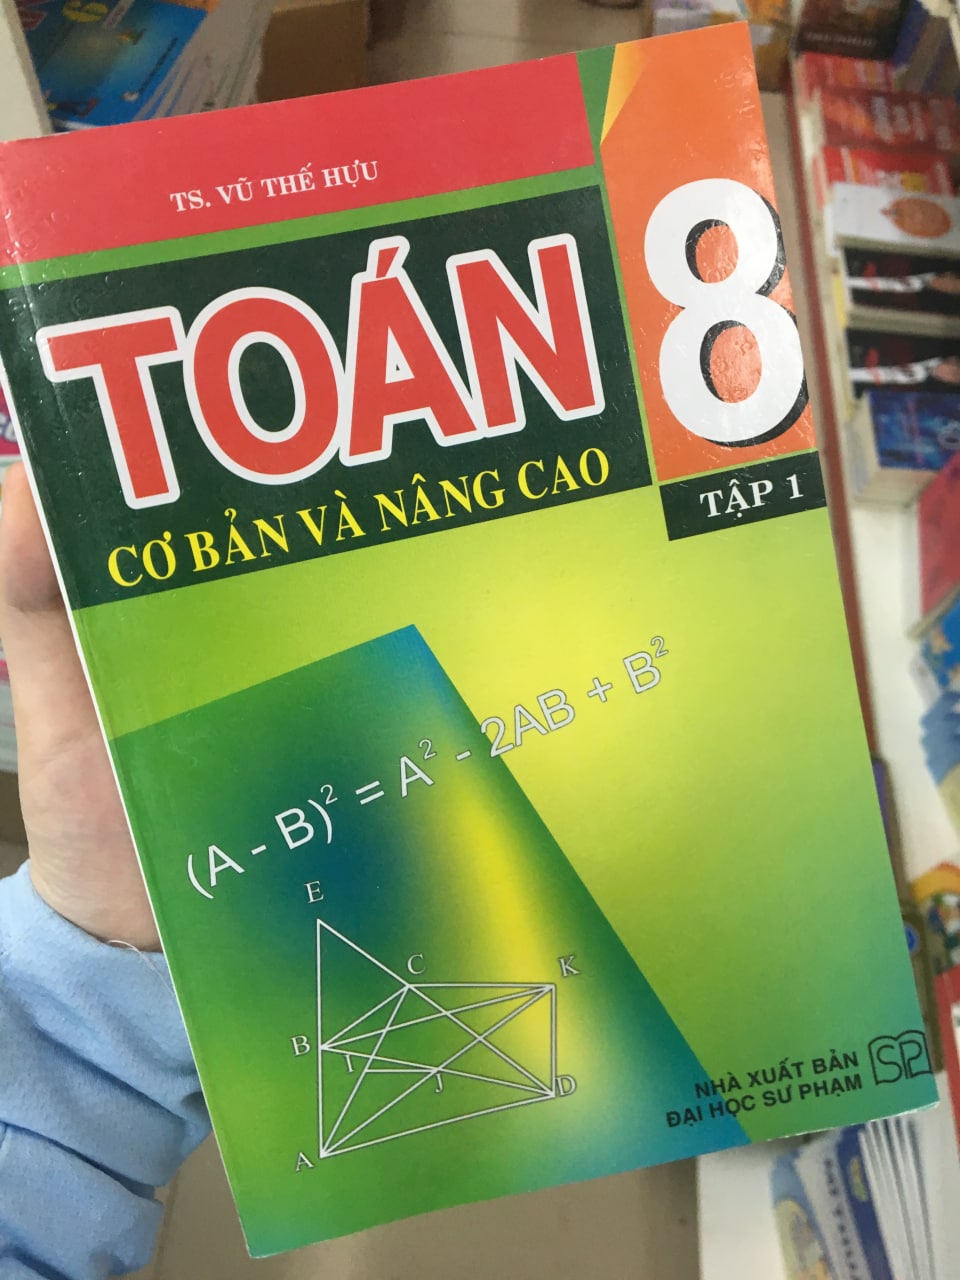 TS. VŨ THẾ HỰU
TOÁN 8
CƠ BẢN VÀ NÂNG CAO
TẬP 1
(A - B)² = A² - 2AB + B²
E
C
K
B
I
J
D
A
NHÀ XUẤT BẢN
ĐẠI HỌC SƯ PHẠM
SP